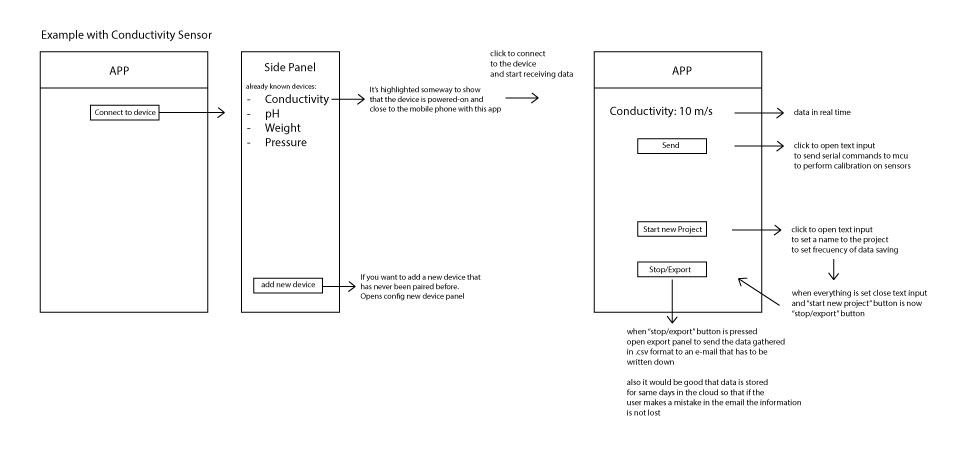 Example with Conductivity Sensor
APP
Connect to device
Side Panel
already known devices:
- Conductivity
- pH
- Weight
- Pressure
add new device
It's highlighted someway to show
that the device is powered-on and
close to the mobile phone with this app
If you want to add a new device that
has never been paired before.
Opens config new device panel
click to connect
to the device
and start receiving data
APP
Conductivity: 10 m/s
data in real time
Send
click to open text input
to send serial commands to mcu
to perform calibration on sensors
Start new Project
click to open text input
to set a name to the project
to set frecuency of data saving
Stop/Export
when everything is set close text input
and "start new project" button is now
"stop/export" button
when "stop/export" button is pressed
open export panel to send the data gathered
in .csv format to an e-mail that has to be
written down
also it would be good that data is stored
for same days in the cloud so that if the
user makes a mistake in the email the information
is not lost